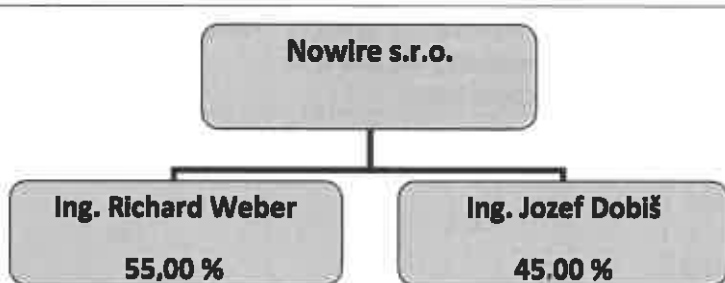 Nowire s.r.o.
Ing. Richard Weber
55,00 %
Ing. Jozef Dobiš
45,00 %